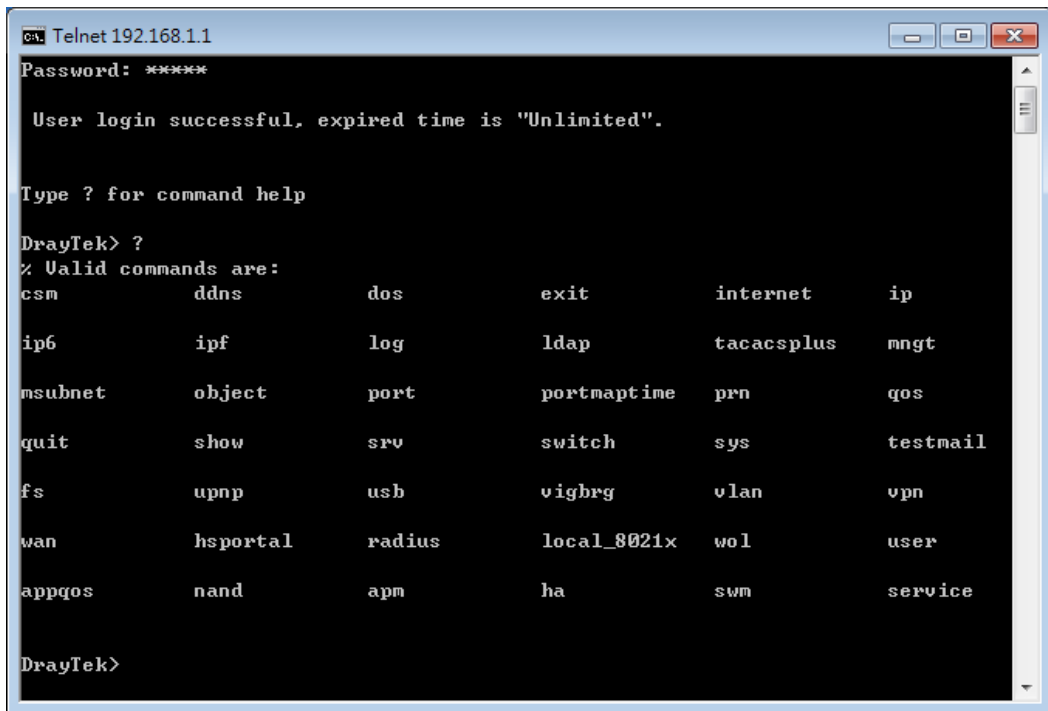 Telnet 192.168.1.1
Password: *****
User login successful, expired time is "Unlimited".
Type ? for command help
DrayTek> ?
% Valid commands are:
csm ddns dos exit internet ip
ip6 ipf log ldap tacacsplus mngt
msubnet object port portmaptime prn qos
quit show srv switch sys testmail
fs upnp usb vigbrg vlan vpn
wan hsportal radius local_8021x wol user
appqos nand apm ha swm service
DrayTek>